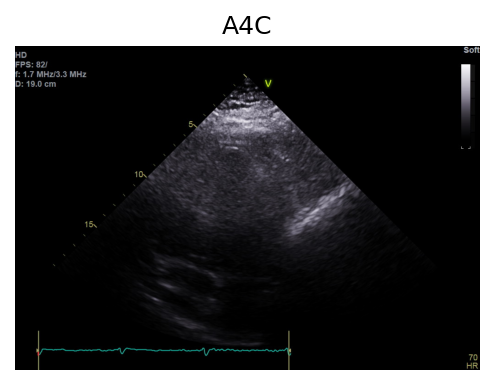 A4C
HD
FPS: 82/
f: 1.7 MHz/3.3 MHz
D: 19.0 cm
Soft
V
5
10
15
70
HR